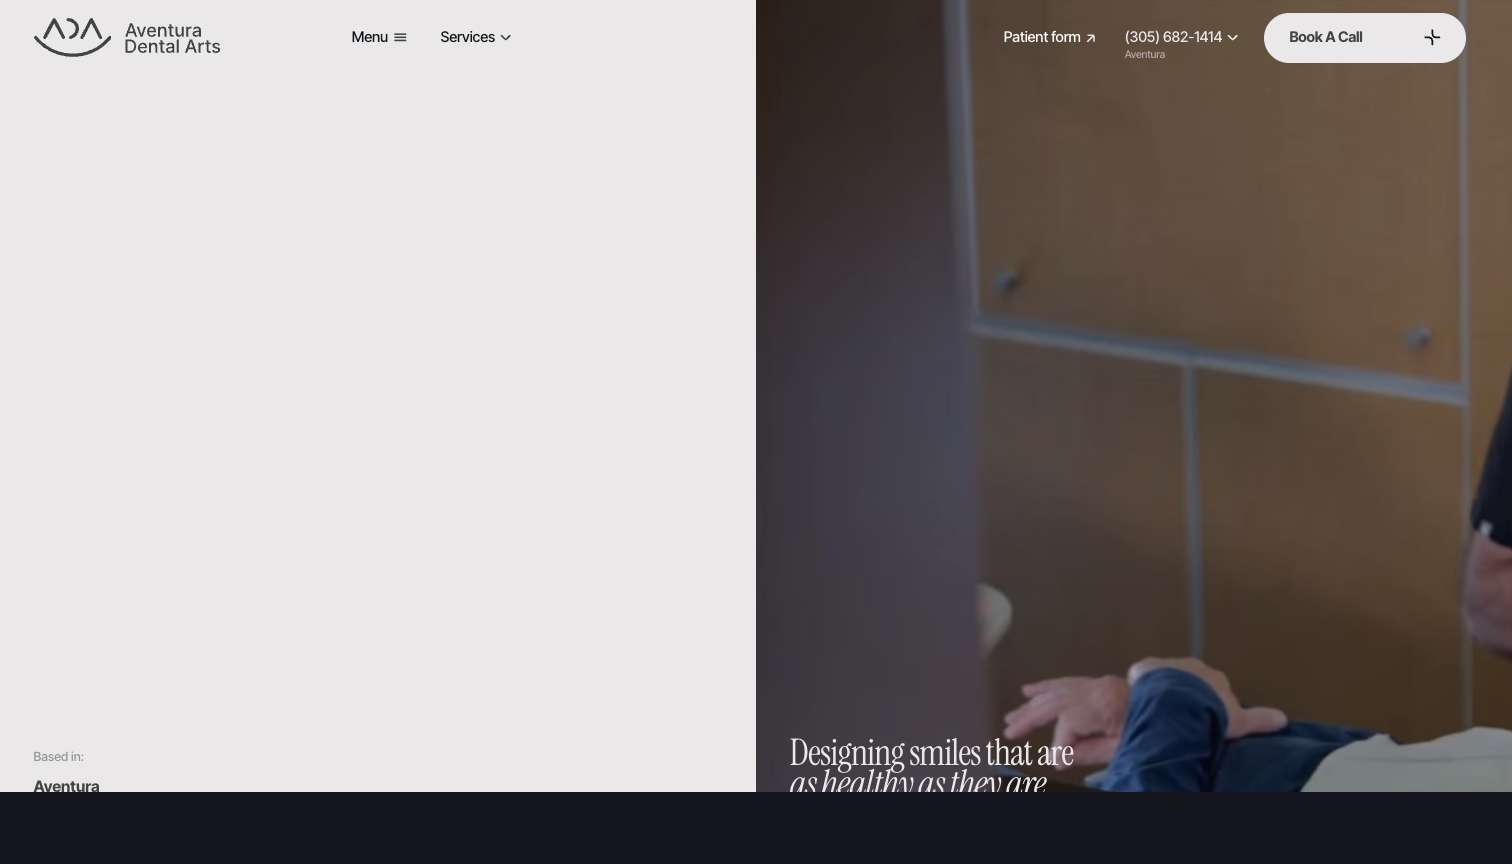 Aventura
Dental Arts
Menu
Services
Patient form
(305) 682-1414
Aventura
Book A Call
Based in:
Aventura
Designing smiles that are
as healthy as they are